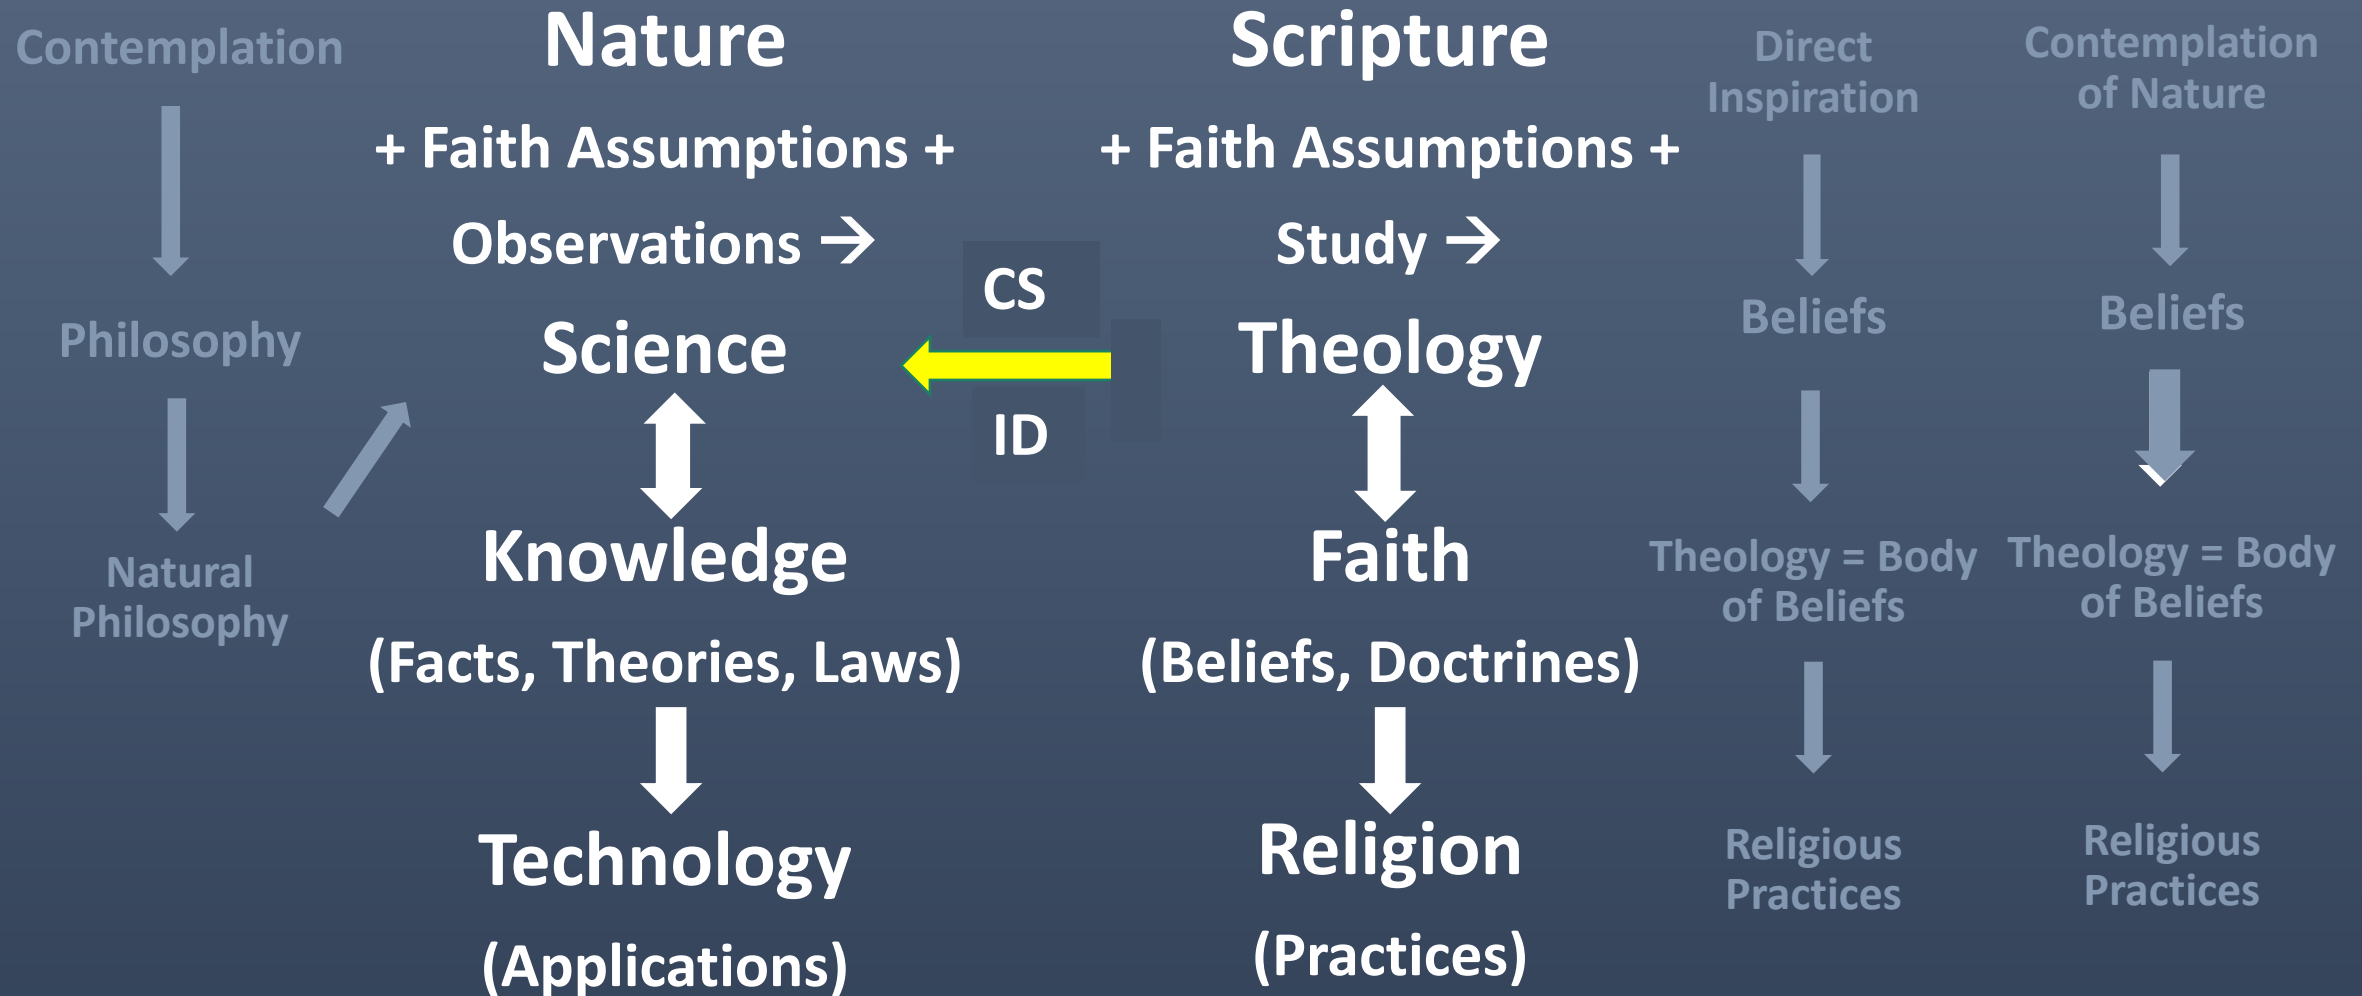 Contemplation
Philosophy
Natural
Philosophy
Nature
+ Faith Assumptions +
Observations →
Science
Knowledge
(Facts, Theories, Laws)
Technology
(Applications)
CS
ID
Scripture
+ Faith Assumptions +
Study →
Theology
Faith
(Beliefs, Doctrines)
Religion
(Practices)
Direct
Inspiration
Beliefs
Theology = Body
of Beliefs
Religious
Practices
Contemplation
of Nature
Beliefs
Theology = Body
of Beliefs
Religious
Practices